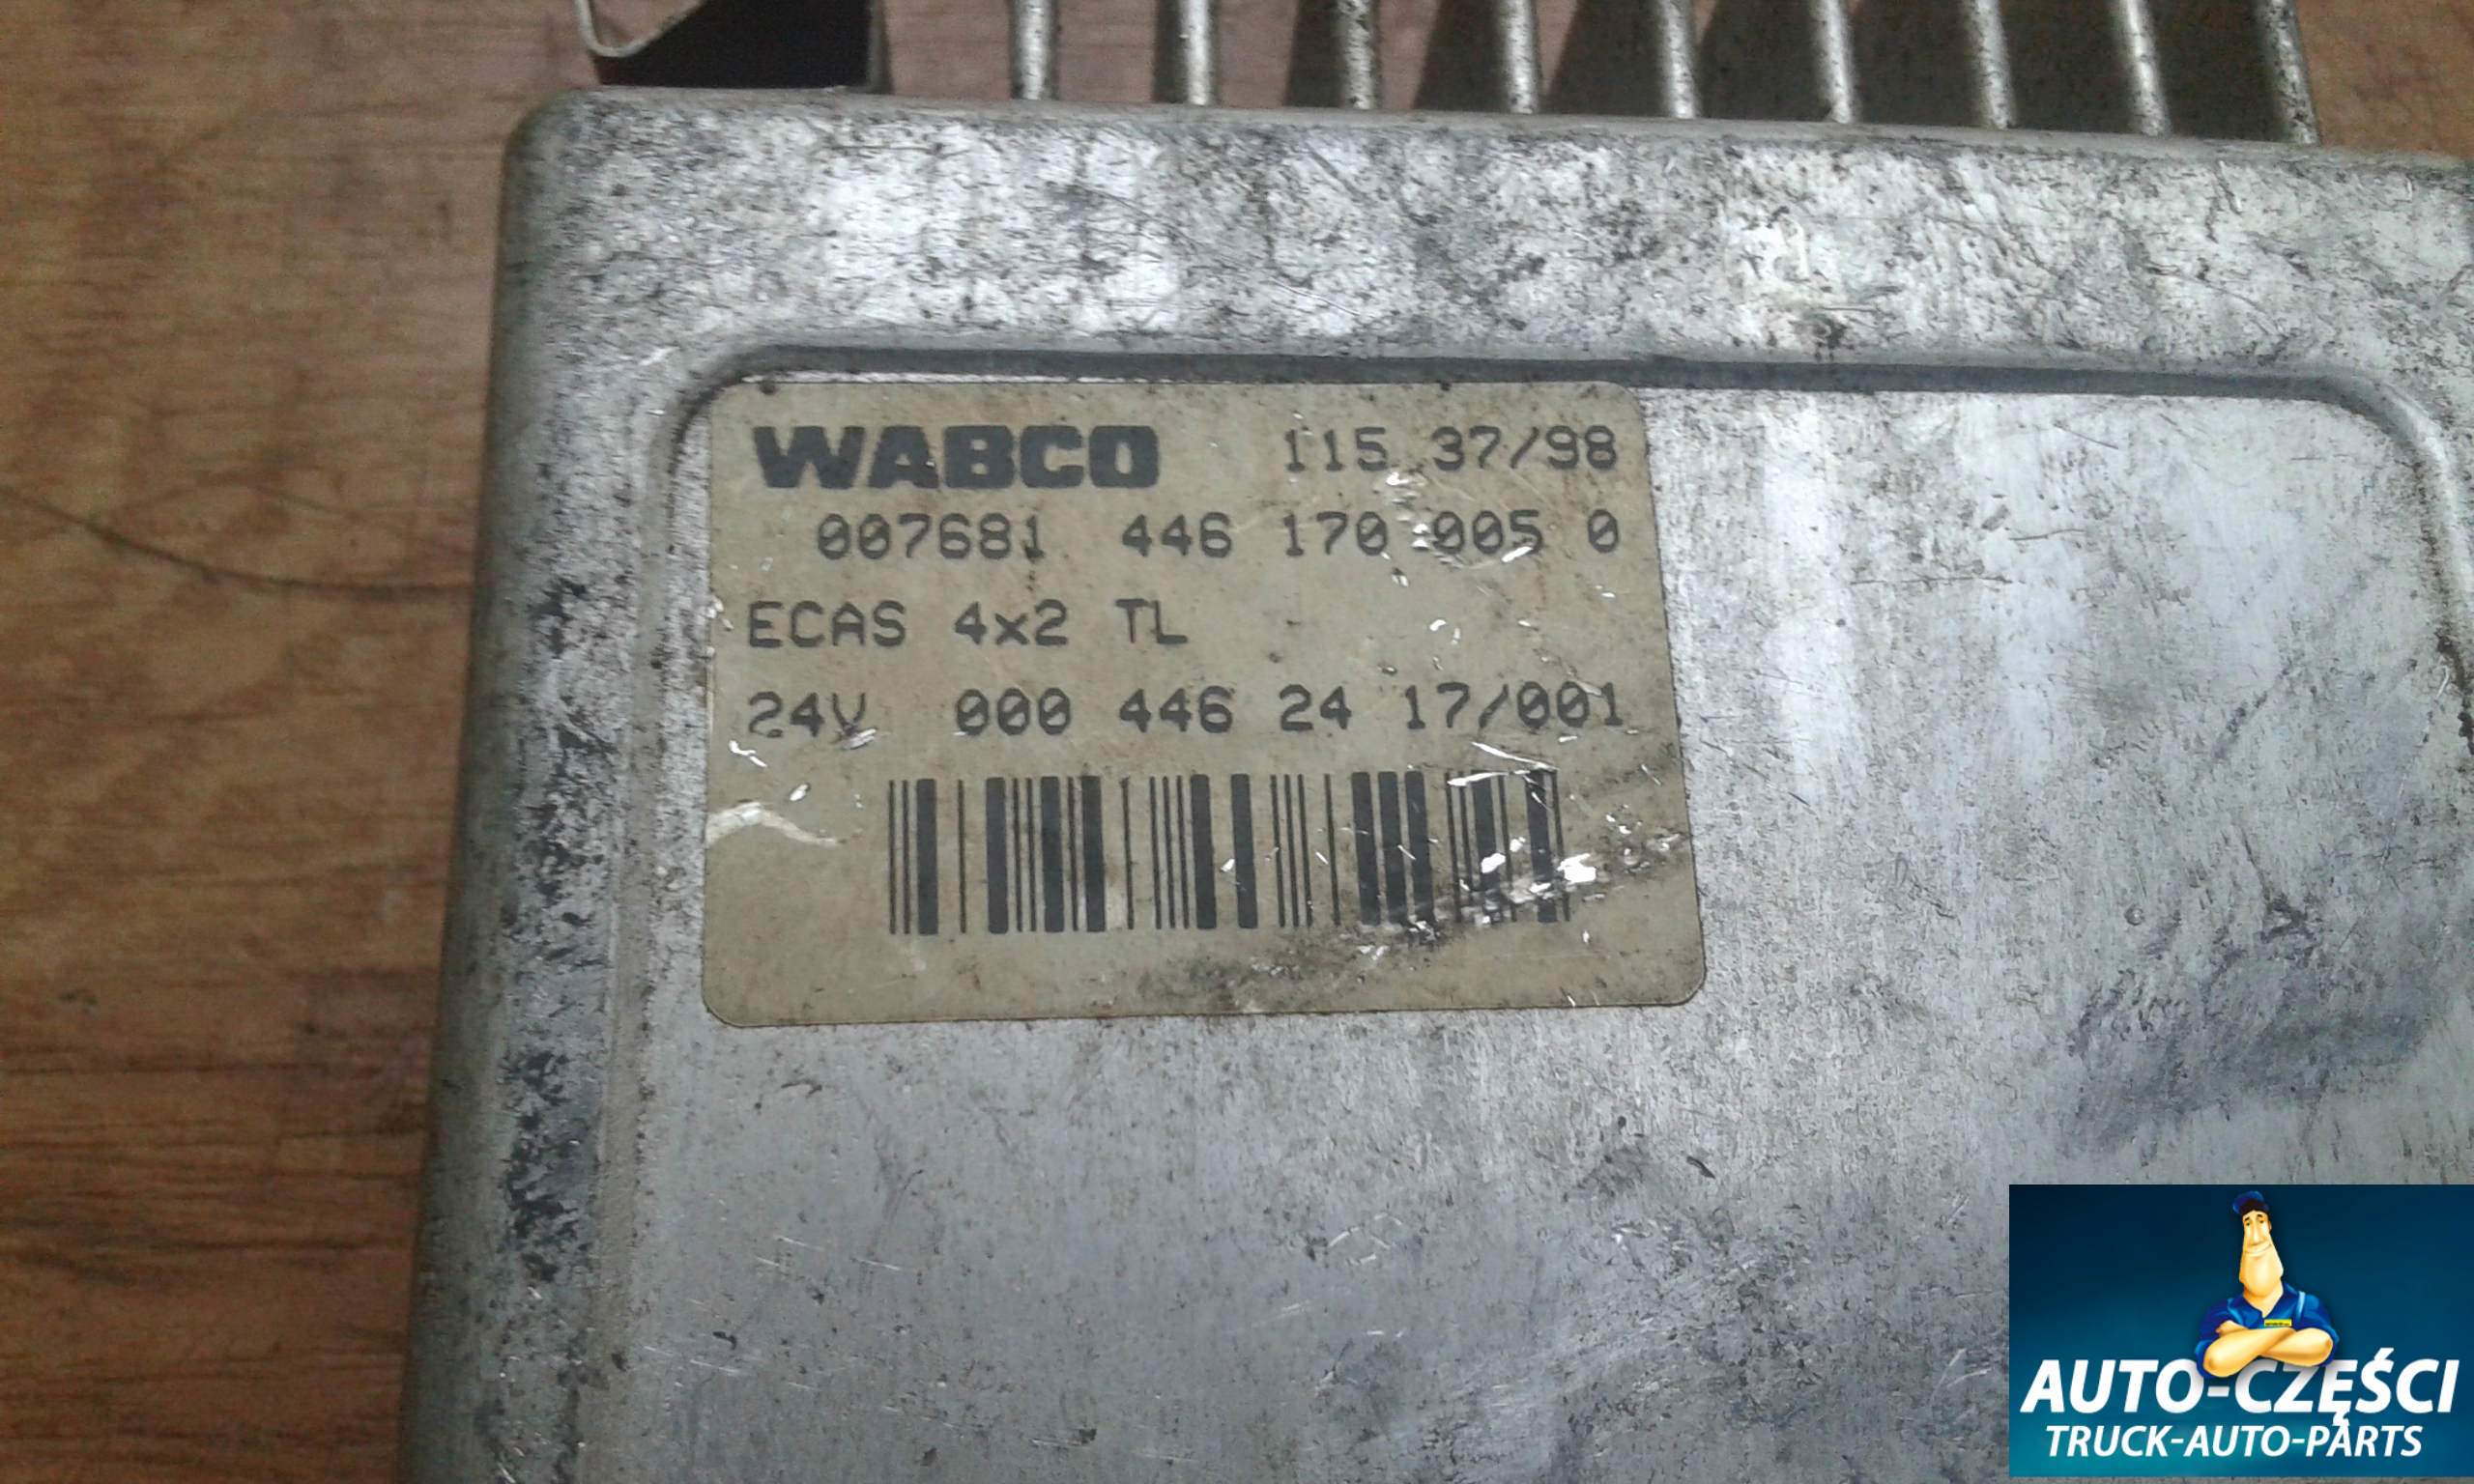 WABCO 115 37/98
007681 446 170 005 0
ECAS 4x2 TL
24V 000 446 24 17/001
AUTO-CZĘŚCI
TRUCK-AUTO-PARTS